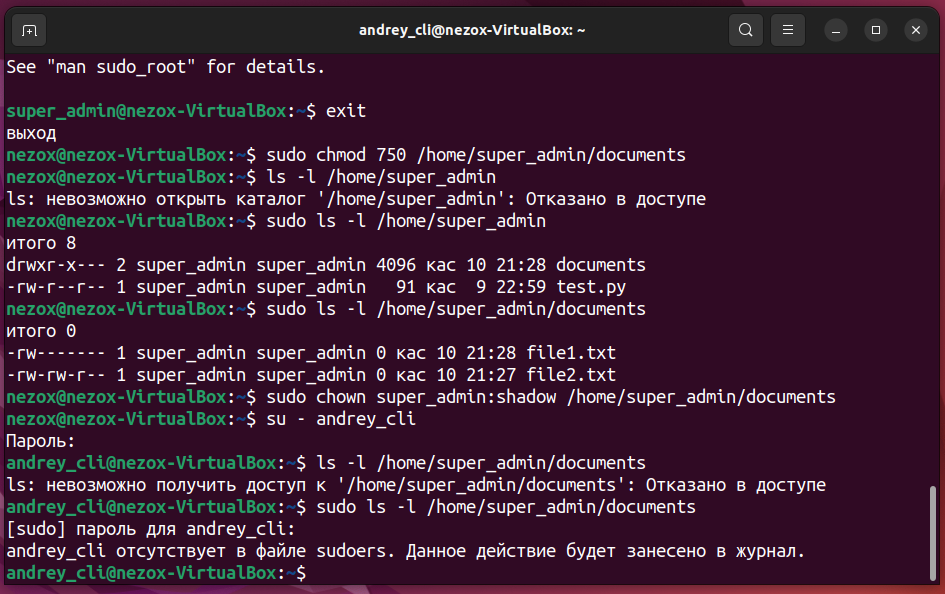 andrey_cli@nezox-VirtualBox: ~
See "man sudo_root" for details.
super_admin@nezox-VirtualBox:~$ exit
выход
nezox@nezox-VirtualBox:~$ sudo chmod 750 /home/super_admin/documents
nezox@nezox-VirtualBox:~$ ls -l /home/super_admin
ls: невозможно открыть каталог '/home/super_admin': Отказано в доступе
nezox@nezox-VirtualBox:~$ sudo ls -l /home/super_admin
итого 8
drwxr-x--- 2 super_admin super_admin 4096 кас 10 21:28 documents
-rw-r--r-- 1 super_admin super_admin   91 кас  9 22:59 test.py
nezox@nezox-VirtualBox:~$ sudo ls -l /home/super_admin/documents
итого 0
-rw------- 1 super_admin super_admin 0 кас 10 21:28 file1.txt
-rw-rw-r-- 1 super_admin super_admin 0 кас 10 21:27 file2.txt
nezox@nezox-VirtualBox:~$ sudo chown super_admin:shadow /home/super_admin/documents
nezox@nezox-VirtualBox:~$ su - andrey_cli
Пароль:
andrey_cli@nezox-VirtualBox:~$ ls -l /home/super_admin/documents
ls: невозможно получить доступ к '/home/super_admin/documents': Отказано в доступе
andrey_cli@nezox-VirtualBox:~$ sudo ls -l /home/super_admin/documents
[sudo] пароль для andrey_cli:
andrey_cli отсутствует в файле sudoers. Данное действие будет занесено в журнал.
andrey_cli@nezox-VirtualBox:~$